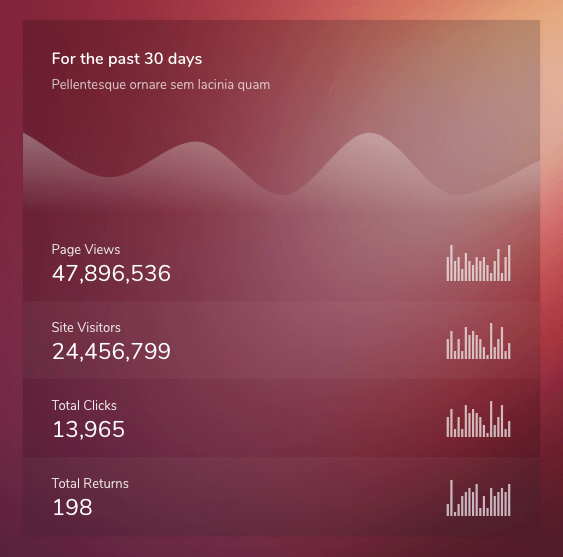 For the past 30 days
Pellentesque ornare sem lacinia quam
Page Views
47,896,536
Site Visitors
24,456,799
Total Clicks
13,965
Total Returns
198